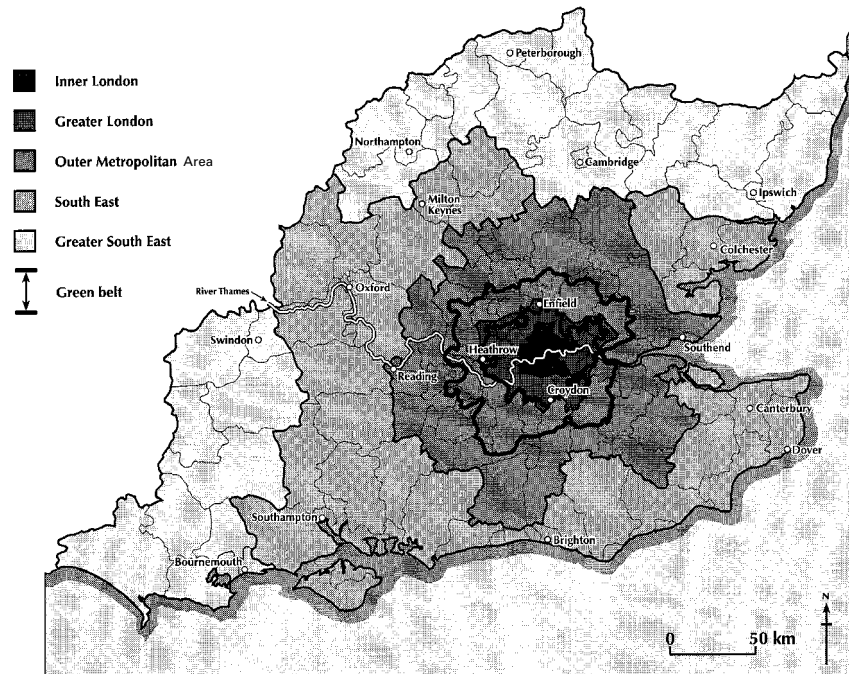 Inner London
Greater London
Outer Metropolitan Area
South East
Greater South East
Green belt
Peterborough
Northampton
Cambridge
Ipswich
Milton
Keynes
Colchester
River Thames
Oxford
Enfield
Swindon
Heathrow
Southend
Reading
Croydon
Canterbury
Dover
Southampton
Brighton
Bournemouth
N
0 50 km